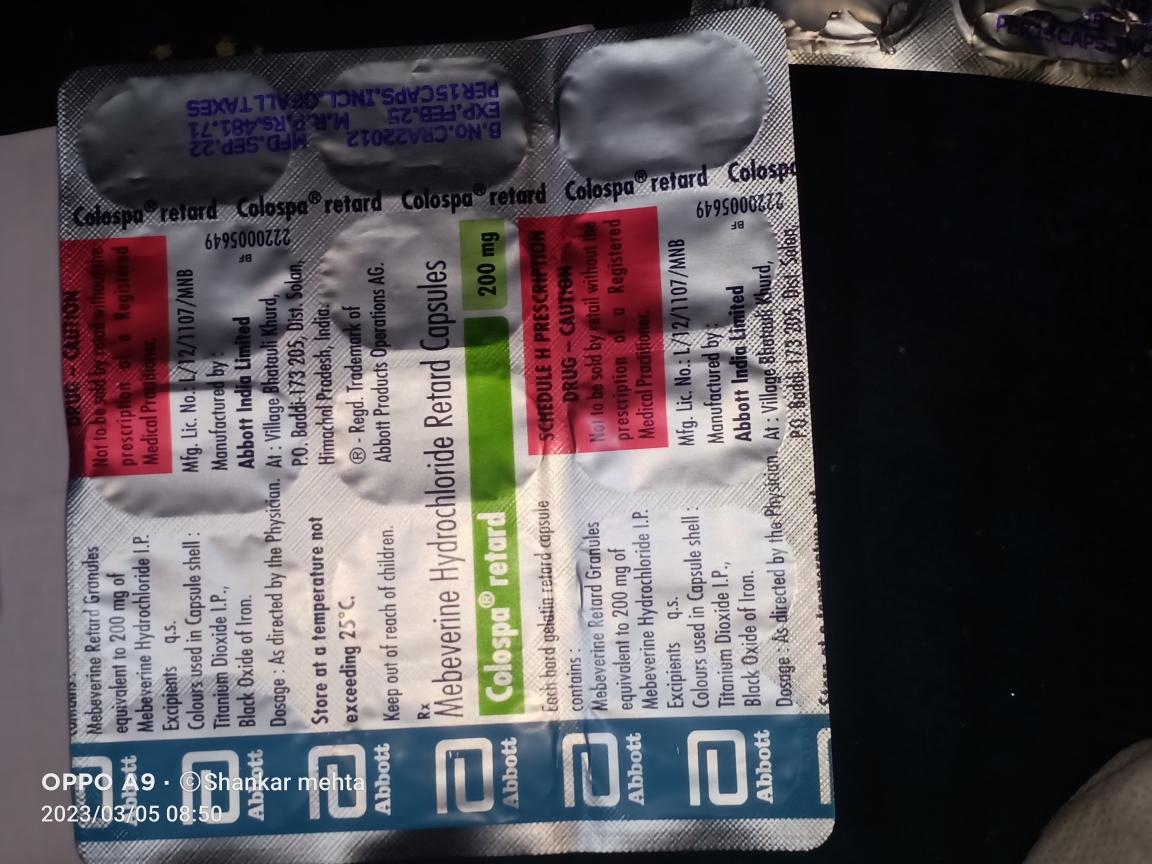 PER15CAPS.INC
B.No.CRA22012 MFD.SEP.22
EXP.FEB.25 M.R.P.Rs.481.71
PER15CAPS.INCL.OF ALL TAXES
Colospa® retard Colospa® retard Colospa® retard Colospa® retard Colospa
DRUG – CAUTION
Not to be sold by retail without the
prescription of a Registered
Medical Practitioner.
Mfg. Lic. No.: L/12/1107/MNB
Manufactured by :
Abbott India Limited
At : Village Bhatauli Khurd,
P.O. Baddi-173 205, Dist Solan,
Himachal Pradesh, India.
® - Regd. Trademark of
Abbott Products Operations AG.
BF
2220005649
Mebeverine Retard Granules
equivalent to 200 mg of
Mebeverine Hydrochloride I.P.
Excipients q.s.
Colours used in Capsule shell :
Titanium Dioxide I.P.,
Black Oxide of Iron.
Dosage : As directed by the Physician.
Store at a temperature not
exceeding 25°C.
Keep out of reach of children.
Rx
Mebeverine Hydrochloride Retard Capsules
Colospa® retard 200 mg
Each hard gelatin retard capsule
contains :
Mebeverine Retard Granules
equivalent to 200 mg of
Mebeverine Hydrochloride I.P.
Excipients q.s.
Colours used in Capsule shell :
Titanium Dioxide I.P.,
Black Oxide of Iron.
Dosage : As directed by the Physician.
SCHEDULE H PRESCRIPTION
DRUG – CAUTION
Not to be sold by retail without the
prescription of a Registered
Medical Practitioner.
Mfg. Lic. No.: L/12/1107/MNB
Manufactured by :
Abbott India Limited
At : Village Bhatauli Khurd,
P.O. Baddi-173 205, Dist Solan,
BF
2220005649
Abbott
Abbott
Abbott
Abbott
Abbott
Abbott
OPPO A9 · ©Shankar mehta
2023/03/05 08:50